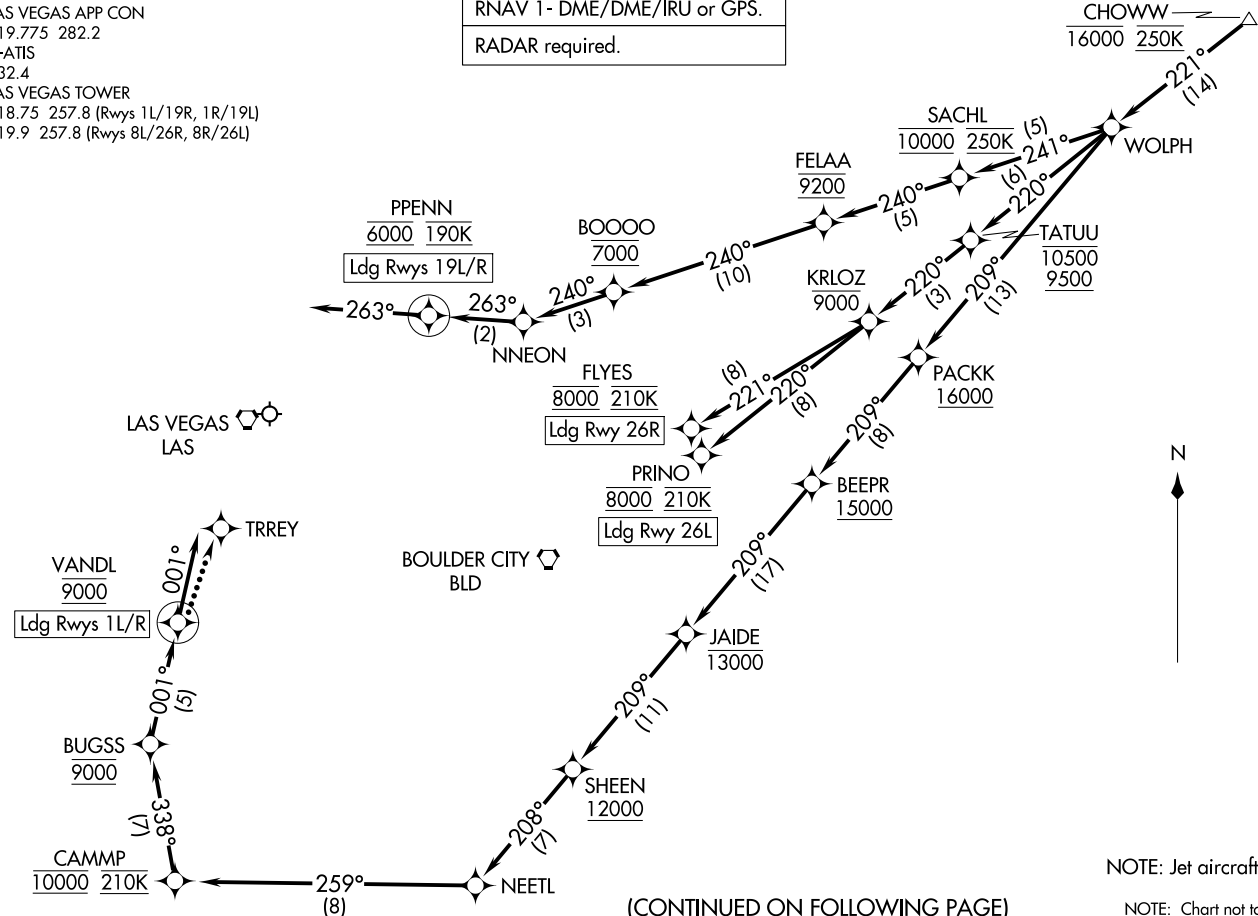 AS VEGAS APP CON
19.775 282.2
-ATIS
32.4
AS VEGAS TOWER
18.75 257.8 (Rwys 1L/19R, 1R/19L)
19.9 257.8 (Rwys 8L/26R, 8R/26L)
RNAV 1- DME/DME/IRU or GPS.
RADAR required.
CHOWW
16000 250K
221°
(14)
WOLPH
SACHL
10000 250K
(5)
241°
(6)
220°
FELAA
9200
240°
(5)
TATUU
10500
9500
PPENN
6000 190K
Ldg Rwys 19L/R
BOOOO
7000
240°
(10)
KRLOZ
9000
220°
(3)
209°
(13)
263°
263°
(2)
240°
(3)
NNEON
FLYES
8000 210K
Ldg Rwy 26R
(8)
221°
220°
(8)
PACKK
16000
LAS VEGAS
LAS
209°
(8)
N
PRINO
8000 210K
Ldg Rwy 26L
BEEPR
15000
TRREY
BOULDER CITY
BLD
209°
(17)
VANDL
9000
Ldg Rwys 1L/R
001°
JAIDE
13000
001°
(5)
209°
(11)
BUGSS
9000
SHEEN
12000
338°
(7)
208°
(7)
CAMMP
10000 210K
259°
(8)
NEETL
NOTE: Jet aircraft
(CONTINUED ON FOLLOWING PAGE)
NOTE: Chart not to